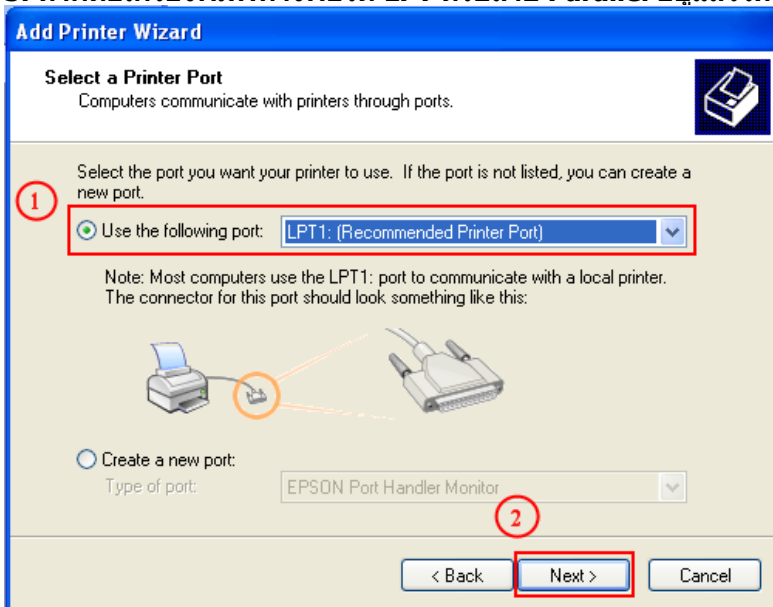 LPT Parallel
Add Printer Wizard
Select a Printer Port
Computers communicate with printers through ports.
Select the port you want your printer to use. If the port is not listed, you can create a
new port.
1
Use the following port: LPT1: (Recommended Printer Port)
Note: Most computers use the LPT1: port to communicate with a local printer.
The connector for this port should look something like this:
Create a new port:
Type of port: EPSON Port Handler Monitor
2
< Back Next > Cancel